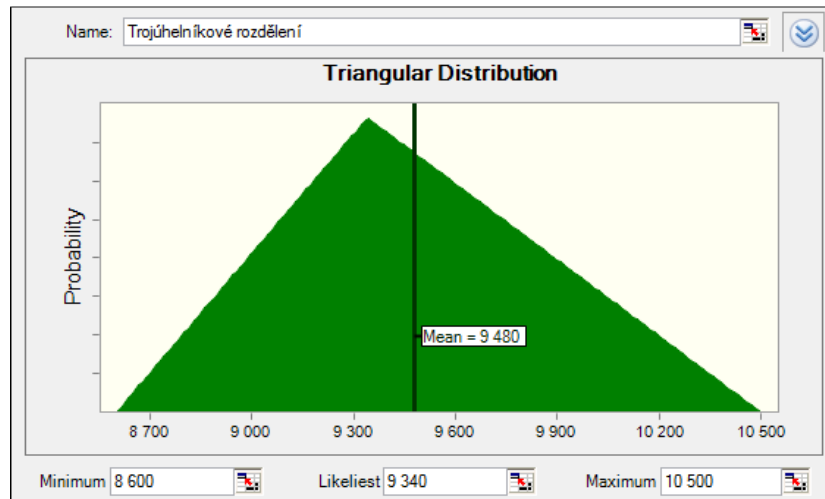 Name: Trojúhelníkové rozdělení
Triangular Distribution
Probability
Mean = 9 480
8 700 9 000 9 300 9 600 9 900 10 200 10 500
Minimum 8 600 Likeliest 9 340 Maximum 10 500